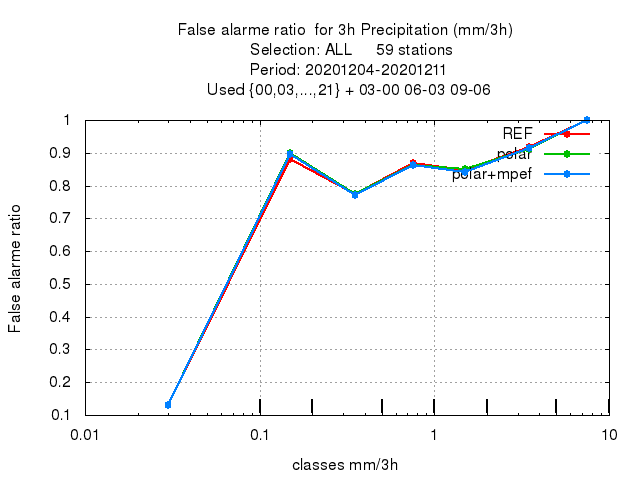 False alarme ratio  for 3h Precipitation (mm/3h)
Selection: ALL     59 stations
Period: 20201204-20201211
Used {00,03,...,21} + 03-00 06-03 09-06
REF
polar
polar+mpef
1
0.9
0.8
0.7
0.6
0.5
0.4
0.3
0.2
0.1
False alarme ratio
0.01
0.1
1
10
classes mm/3h